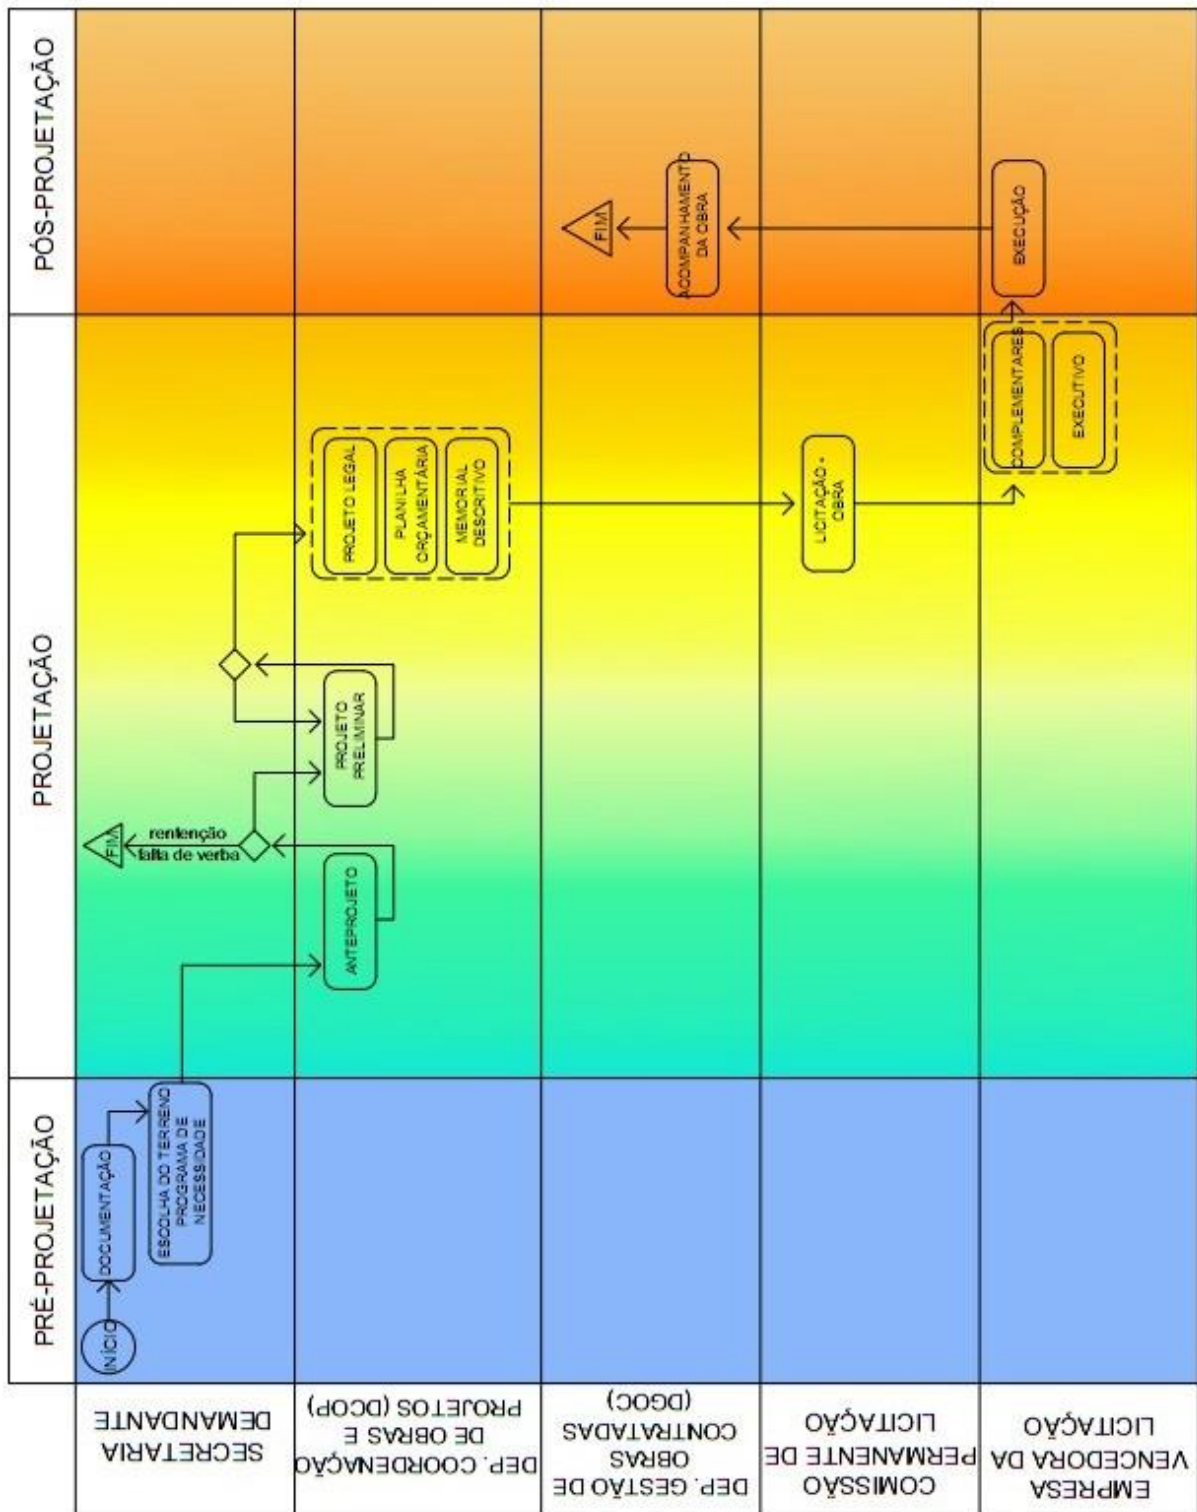 PRÉ-PROJETAÇÃO
PROJETAÇÃO
PÓS-PROJETAÇÃO
SECRETARIA
DEMANDANTE
INÍCIO
DOCUMENTAÇÃO
ESCOLHA DO TERRENO
PROGRAMA DE
NECESSIDADE
FIM
rentenção
falta de verba
DEP. COORDENAÇÃO
DE OBRAS E
PROJETOS (DCOP)
ANTEPROJETO
PROJETO
PRELIMINAR
PROJETO LEGAL
PLANILHA
ORÇAMENTÁRIA
MEMORIAL
DESCRITIVO
DEP. GESTÃO DE
OBRAS
CONTRATADAS
(DGOC)
FIM
ACOMPANHAMENTO
DA OBRA
COMISSÃO
PERMANENTE DE
LICITAÇÃO
LICITAÇÃO -
OBRA
EMPRESA
VENCEDORA DA
LICITAÇÃO
COMPLEMENTARES
EXECUTIVO
EXECUÇÃO